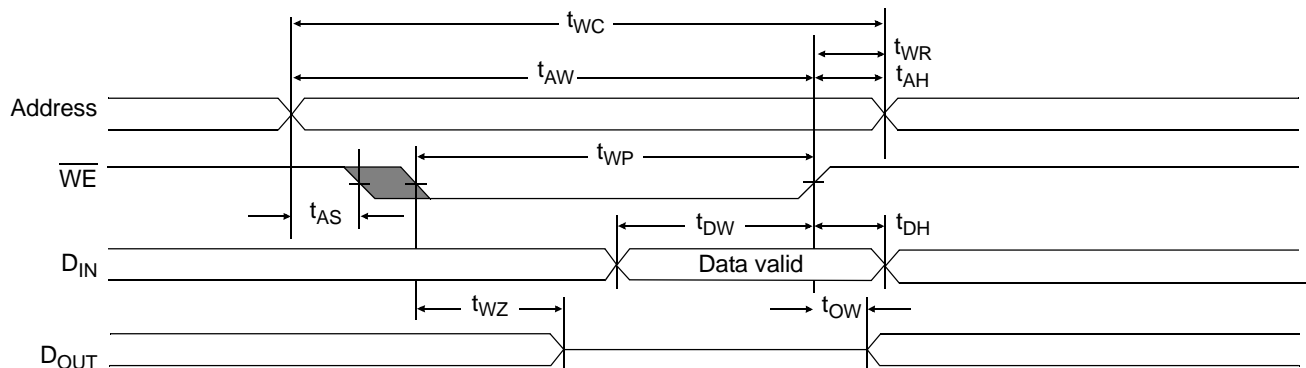 tWC
tWR
tAW
tAH
Address
tWP
WE
tAS
tDW
tDH
DIN
Data valid
tWZ
tOW
DOUT